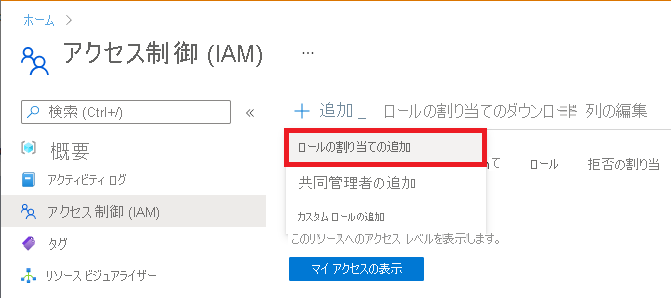 ホーム
アクセス制御 (IAM)
検索 (Ctrl+/)
追加
ロールの割り当てのダウンロード 列の編集
概要
アクティビティ ログ
アクセス制御 (IAM)
タグ
リソース ビジュアライザー
ロールの割り当ての追加
共同管理者の追加
カスタム ロールの追加
て ロール 拒否の割り当
このリソースへのアクセス レベルを表示します。
マイ アクセスの表示